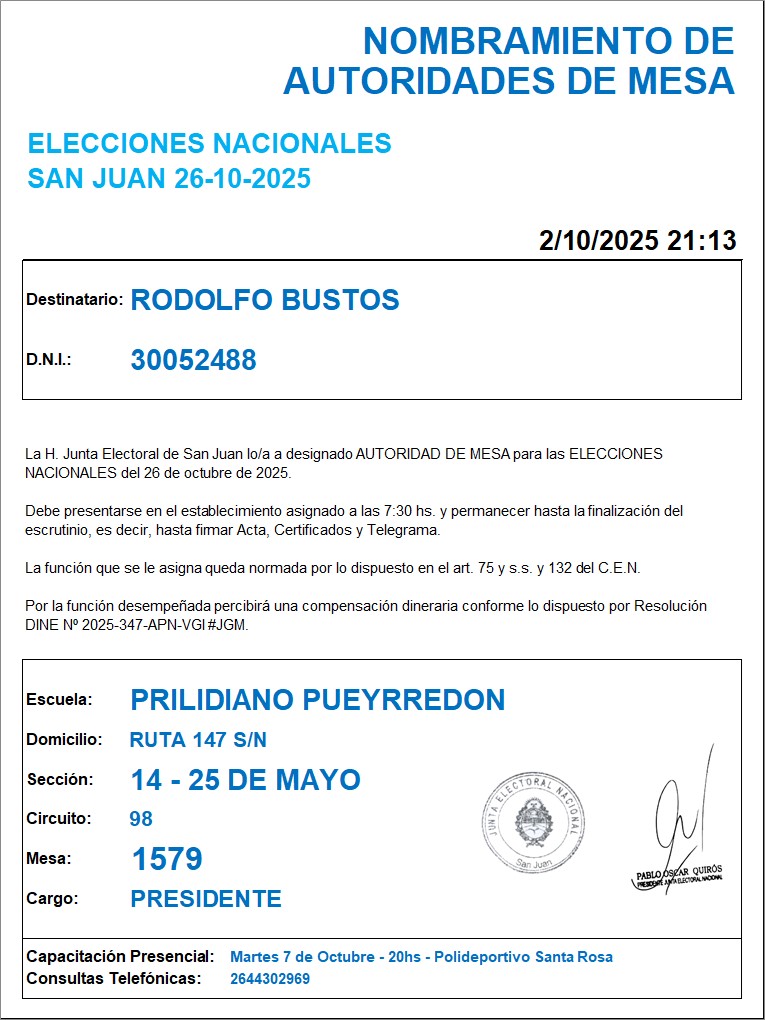 NOMBRAMIENTO DE
AUTORIDADES DE MESA
ELECCIONES NACIONALES
SAN JUAN 26-10-2025
2/10/2025 21:13
Destinatario: RODOLFO BUSTOS
D.N.I.: 30052488
La H. Junta Electoral de San Juan lo/a a designado AUTORIDAD DE MESA para las ELECCIONES
NACIONALES del 26 de octubre de 2025.
Debe presentarse en el establecimiento asignado a las 7:30 hs. y permanecer hasta la finalización del
escrutinio, es decir, hasta firmar Acta, Certificados y Telegrama.
La función que se le asigna queda normada por lo dispuesto en el art. 75 y s.s. y 132 del C.E.N.
Por la función desempeñada percibirá una compensación dineraria conforme lo dispuesto por Resolución
DINE Nº 2025-347-APN-VGI#JGM.
Escuela: PRILIDIANO PUEYRREDON
Domicilio: RUTA 147 S/N
Sección: 14 - 25 DE MAYO
Circuito: 98
Mesa: 1579
Cargo: PRESIDENTE
JUNTA ELECTORAL NACIONAL
San Juan
PABLO OSCAR QUIRÓS
PRESIDENTE JUNTA ELECTORAL NACIONAL
Capacitación Presencial: Martes 7 de Octubre - 20hs - Polideportivo Santa Rosa
Consultas Telefónicas: 2644302969